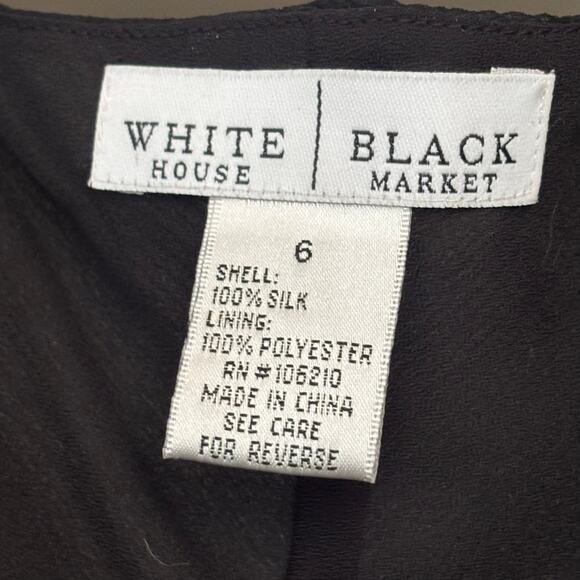 WHITE | BLACK
HOUSE | MARKET
6
SHELL:
100% SILK
LINING:
100% POLYESTER
RN #106210
MADE IN CHINA
SEE CARE
FOR REVERSE